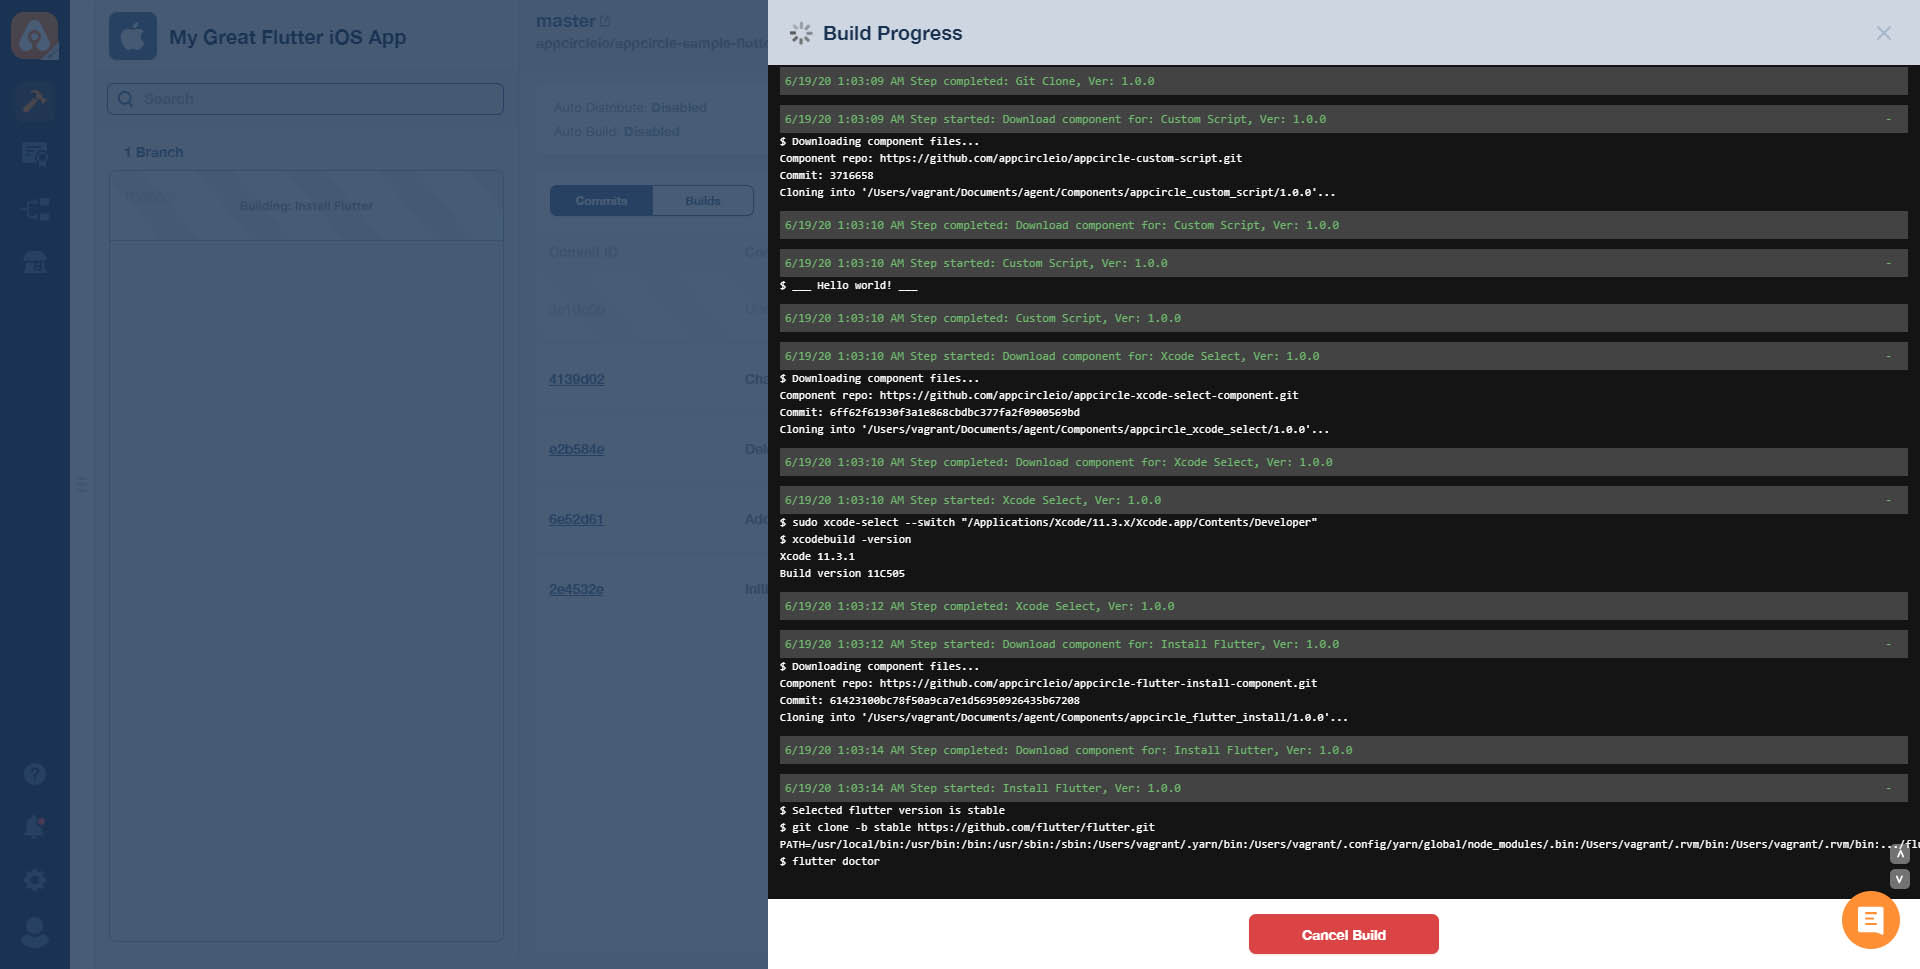 My Great Flutter iOS App
Search
1 Branch
Building: Install Flutter
master
appcircleio/appcircle-sample-flutte
Auto Distribute: Disabled
Auto Build: Disabled
Commits
Builds
Commit ID
4139d02
e2b584e
6e52d61
2e4532e
Build Progress
6/19/20 1:03:09 AM Step completed: Git Clone, Ver: 1.0.0
6/19/20 1:03:09 AM Step started: Download component for: Custom Script, Ver: 1.0.0 -
$ Downloading component files...
Component repo: https://github.com/appcircleio/appcircle-custom-script.git
Commit: 3716658
Cloning into '/Users/vagrant/Documents/agent/Components/appcircle_custom_script/1.0.0'...
6/19/20 1:03:10 AM Step completed: Download component for: Custom Script, Ver: 1.0.0
6/19/20 1:03:10 AM Step started: Custom Script, Ver: 1.0.0 -
$ ___ Hello world! ___
6/19/20 1:03:10 AM Step completed: Custom Script, Ver: 1.0.0
6/19/20 1:03:10 AM Step started: Download component for: Xcode Select, Ver: 1.0.0 -
$ Downloading component files...
Component repo: https://github.com/appcircleio/appcircle-xcode-select-component.git
Commit: 6ff62f61930f3a1e868cbdbc377fa2f0900569bd
Cloning into '/Users/vagrant/Documents/agent/Components/appcircle_xcode_select/1.0.0'...
6/19/20 1:03:10 AM Step completed: Download component for: Xcode Select, Ver: 1.0.0
6/19/20 1:03:10 AM Step started: Xcode Select, Ver: 1.0.0 -
$ sudo xcode-select --switch "/Applications/Xcode/11.3.x/Xcode.app/Contents/Developer"
$ xcodebuild -version
Xcode 11.3.1
Build version 11C505
6/19/20 1:03:12 AM Step completed: Xcode Select, Ver: 1.0.0
6/19/20 1:03:12 AM Step started: Download component for: Install Flutter, Ver: 1.0.0 -
$ Downloading component files...
Component repo: https://github.com/appcircleio/appcircle-flutter-install-component.git
Commit: 61423100bc78f50a9ca7e1d56950926435b67208
Cloning into '/Users/vagrant/Documents/agent/Components/appcircle_flutter_install/1.0.0'...
6/19/20 1:03:14 AM Step completed: Download component for: Install Flutter, Ver: 1.0.0
6/19/20 1:03:14 AM Step started: Install Flutter, Ver: 1.0.0 -
$ Selected flutter version is stable
$ git clone -b stable https://github.com/flutter/flutter.git
PATH=/usr/local/bin:/usr/bin:/bin:/usr/sbin:/sbin:/Users/vagrant/.yarn/bin:/Users/vagrant/.config/yarn/global/node_modules/.bin:/Users/vagrant/.rvm/bin:/Users/vagrant/.rvm/bin:.../flu
$ flutter doctor
Cancel Build